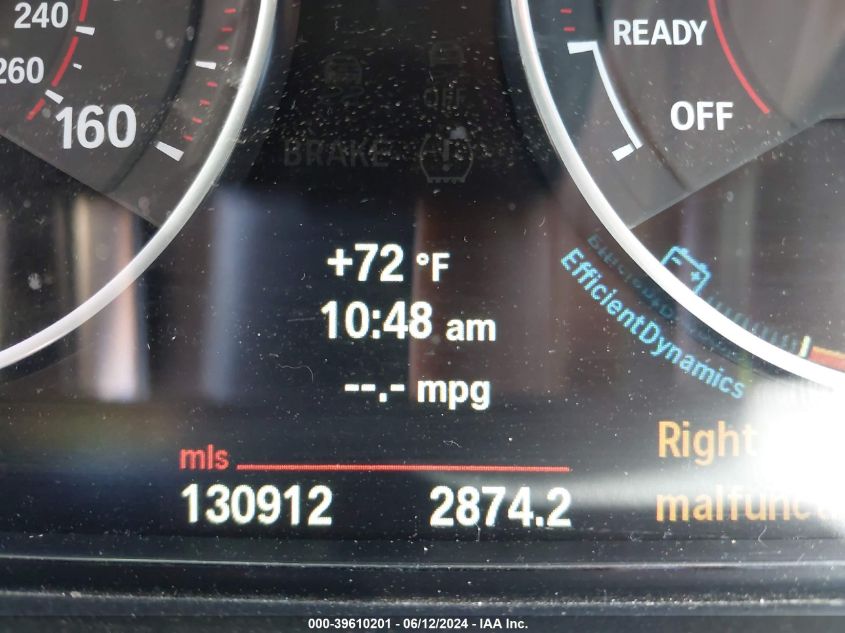 240
260
160
READY
OFF
OFF
BRAKE
+72 °F
10:48 am
--.- mpg
EfficientDynamics
mls
130912 2874.2
Right
000-39610201 - 06/12/2024 - IAA Inc.